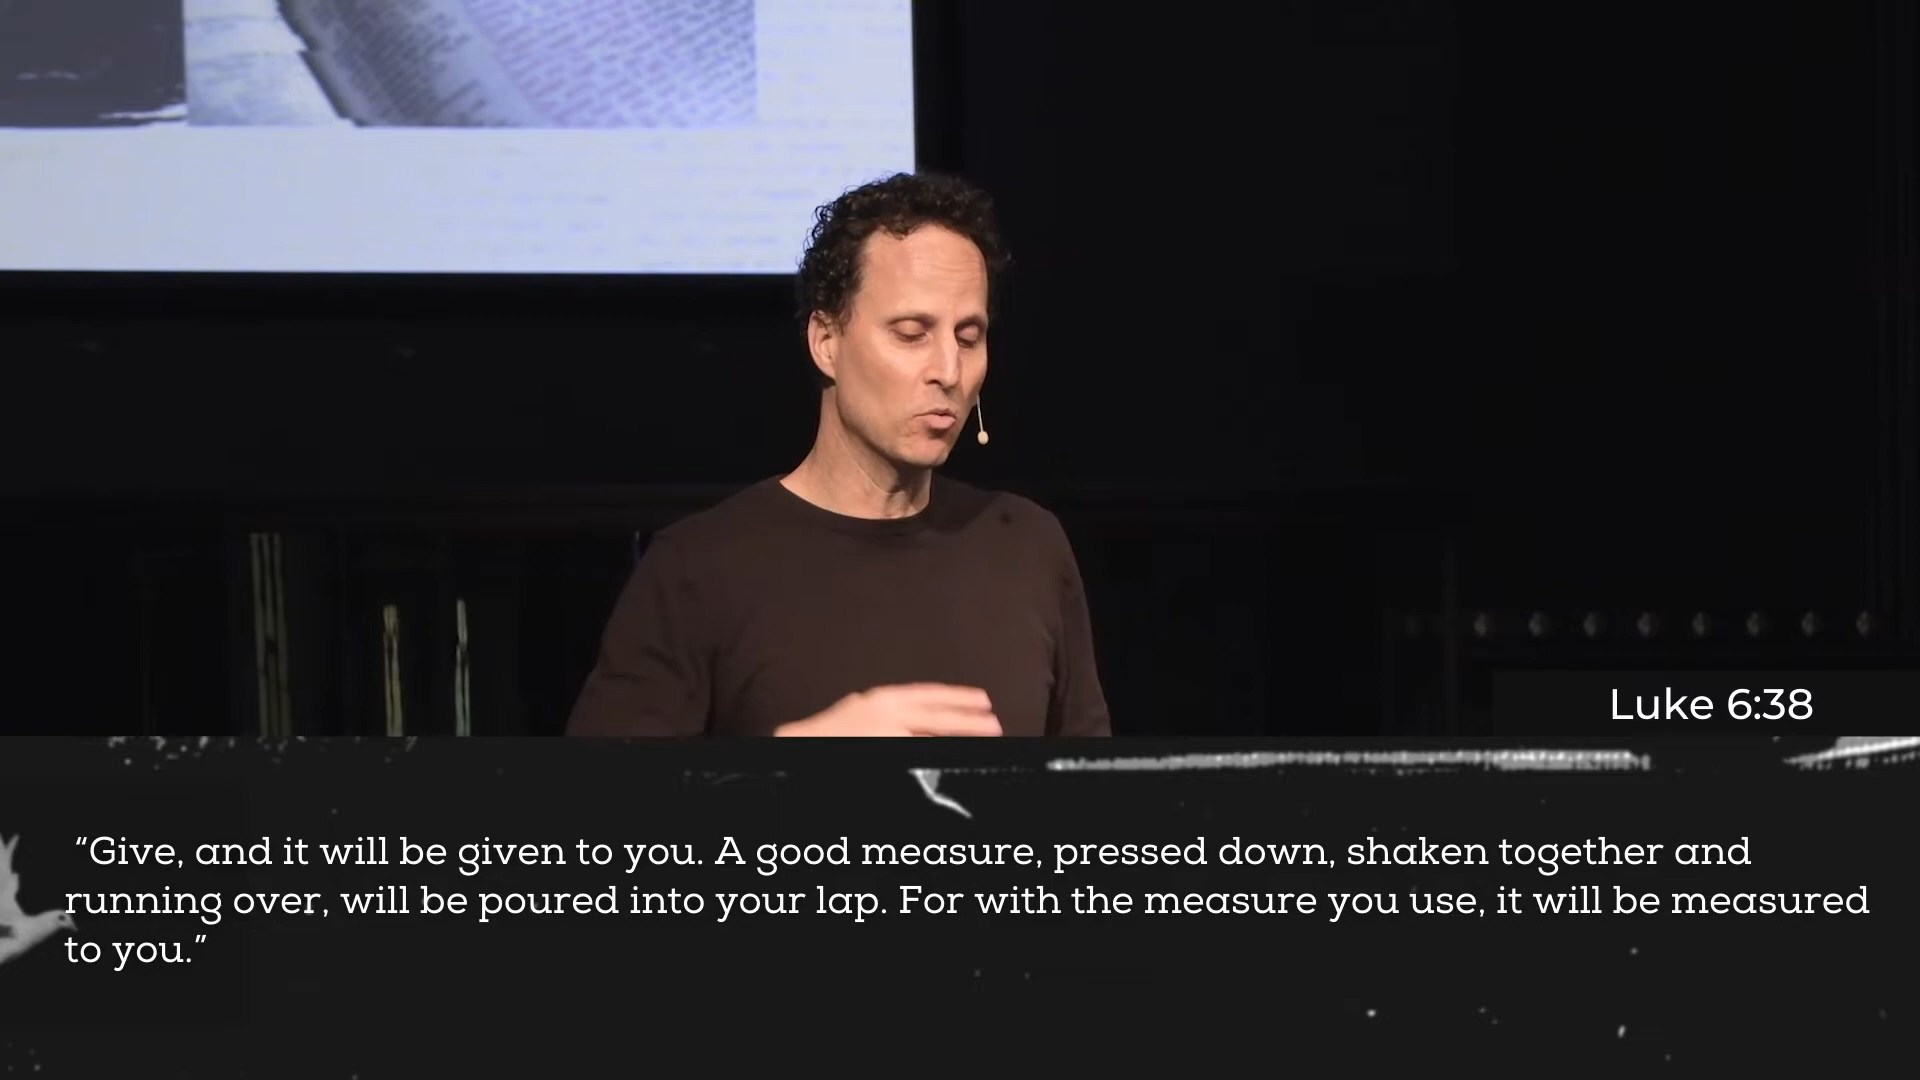 Luke 6:38
“Give, and it will be given to you. A good measure, pressed down, shaken together and
running over, will be poured into your lap. For with the measure you use, it will be measured
to you.”